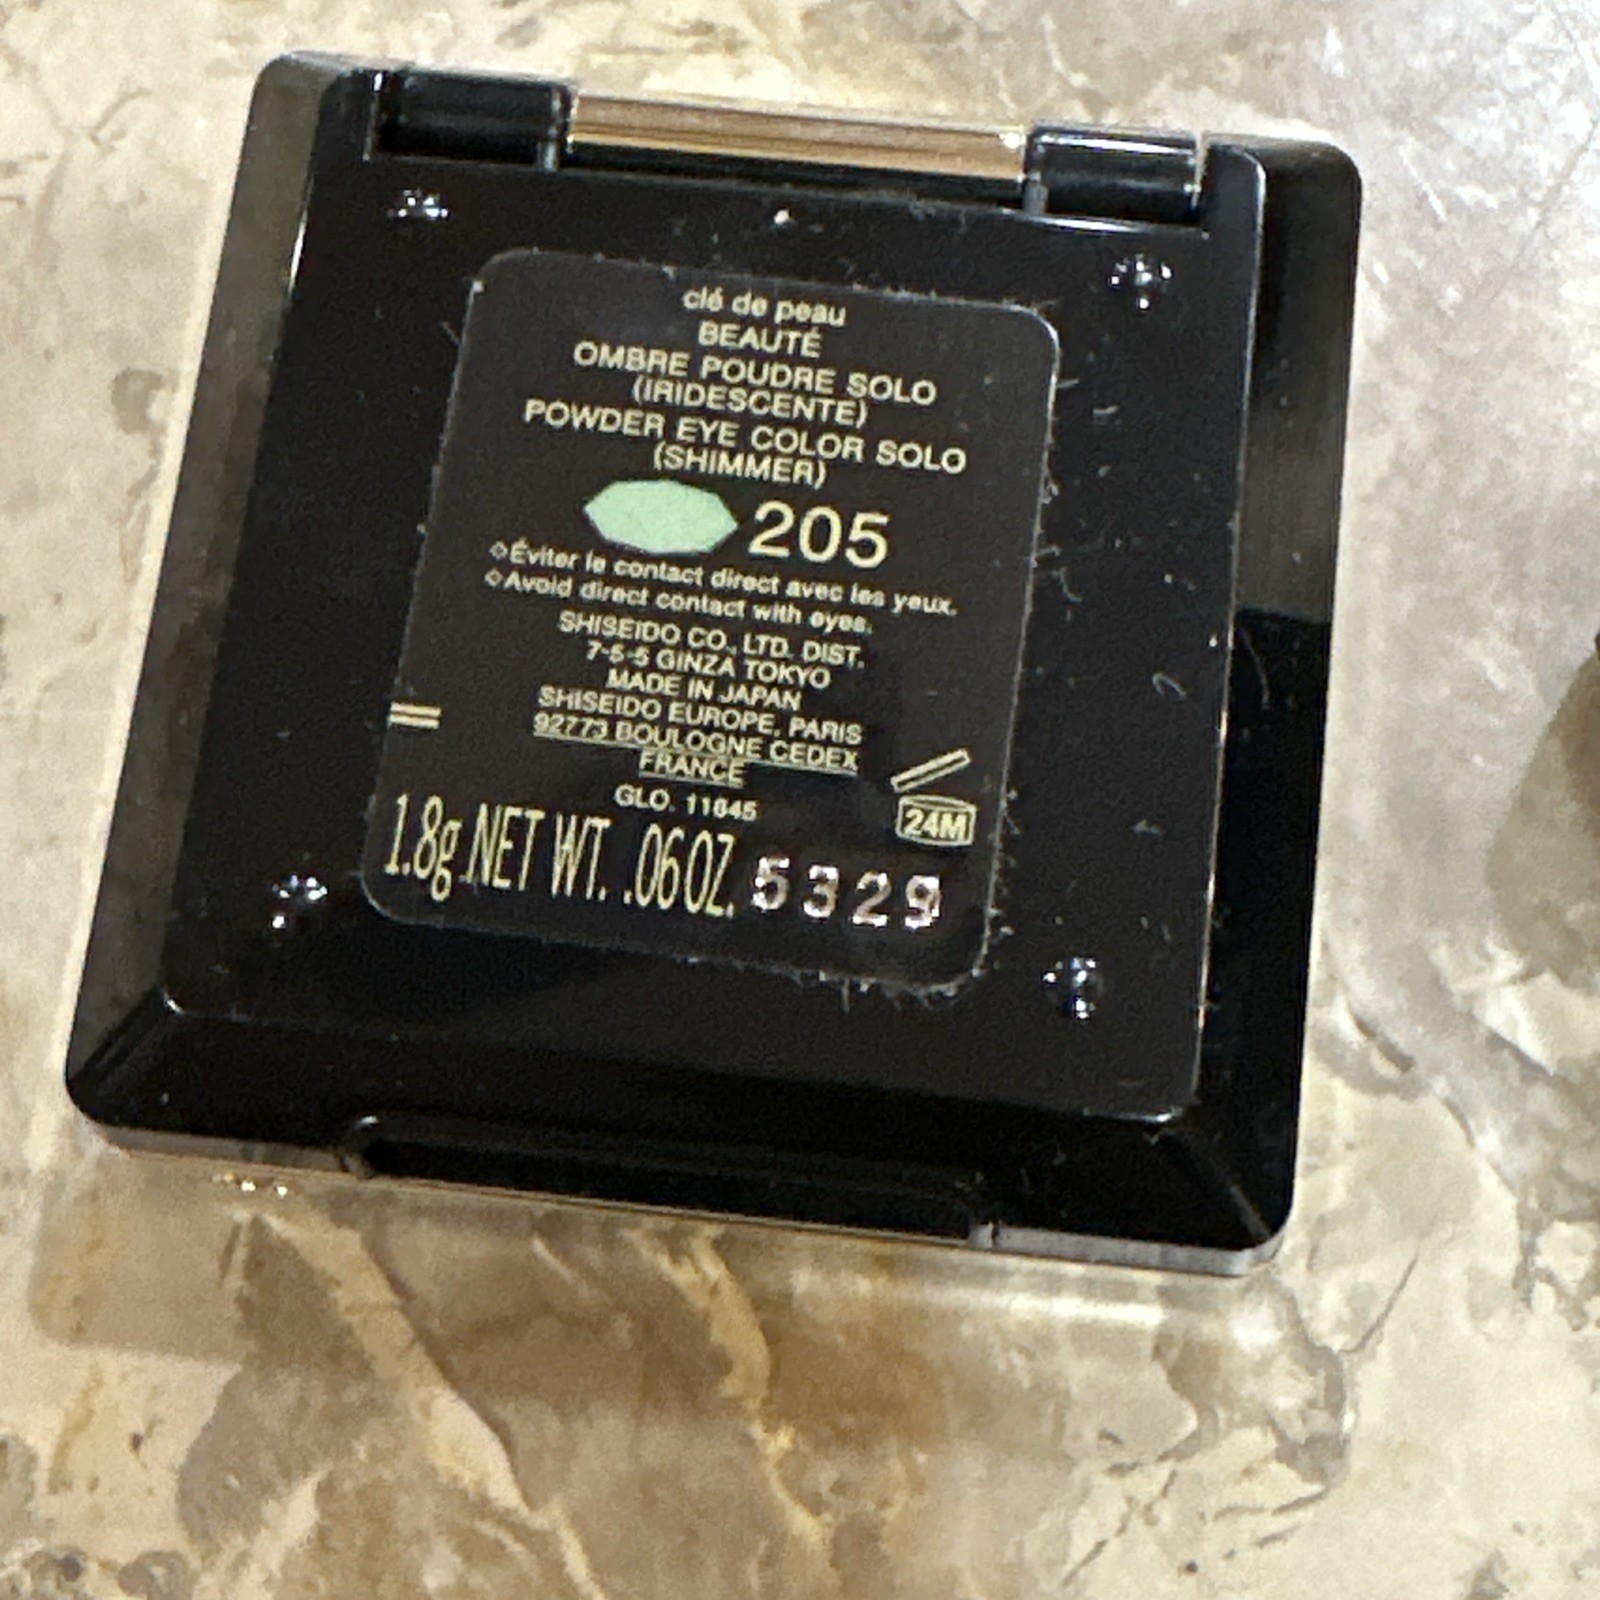 clé de peau
BEAUTÉ
OMBRE POUDRE SOLO
(IRIDESCENTE)
POWDER EYE COLOR SOLO
(SHIMMER)
205
◇Éviter le contact direct avec les yeux.
◇Avoid direct contact with eyes.
SHISEIDO CO., LTD. DIST.
7-5-5 GINZA TOKYO
MADE IN JAPAN
SHISEIDO EUROPE, PARIS
92773 BOULOGNE CEDEX
FRANCE
GLO. 11845
24M
1.8g NET WT. .06 OZ. 5329